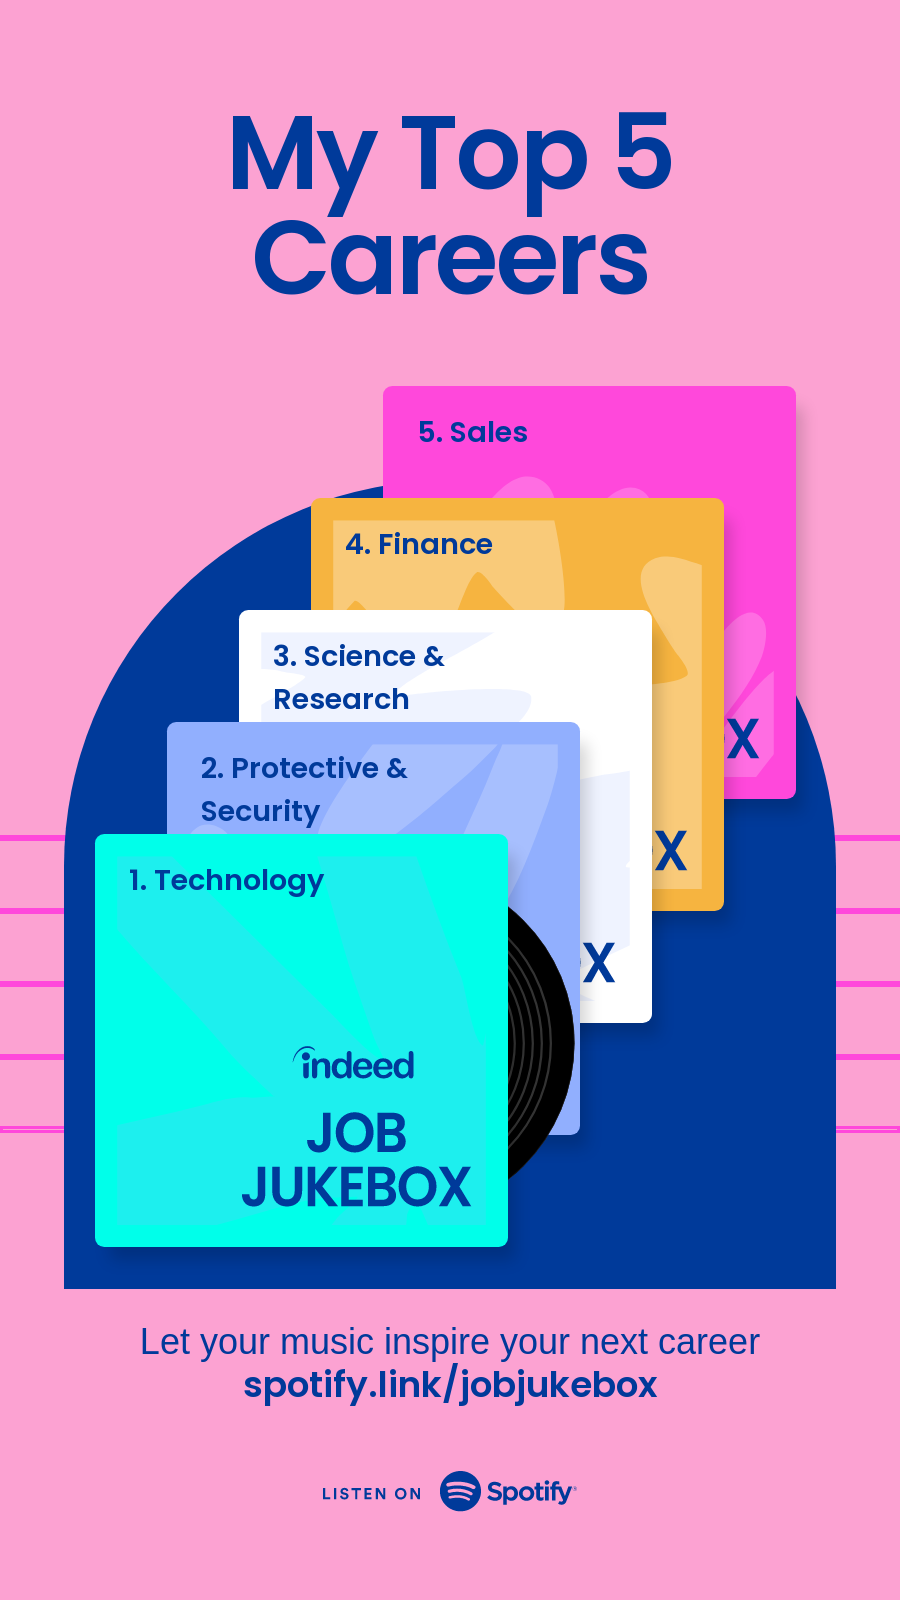 My Top 5
Careers
5. Sales
4. Finance
3. Science &
Research
2. Protective &
Security
1. Technology
X
X
X
indeed
JOB
JUKEBOX
Let your music inspire your next career
spotify.link/jobjukebox
LISTEN ON Spotify®